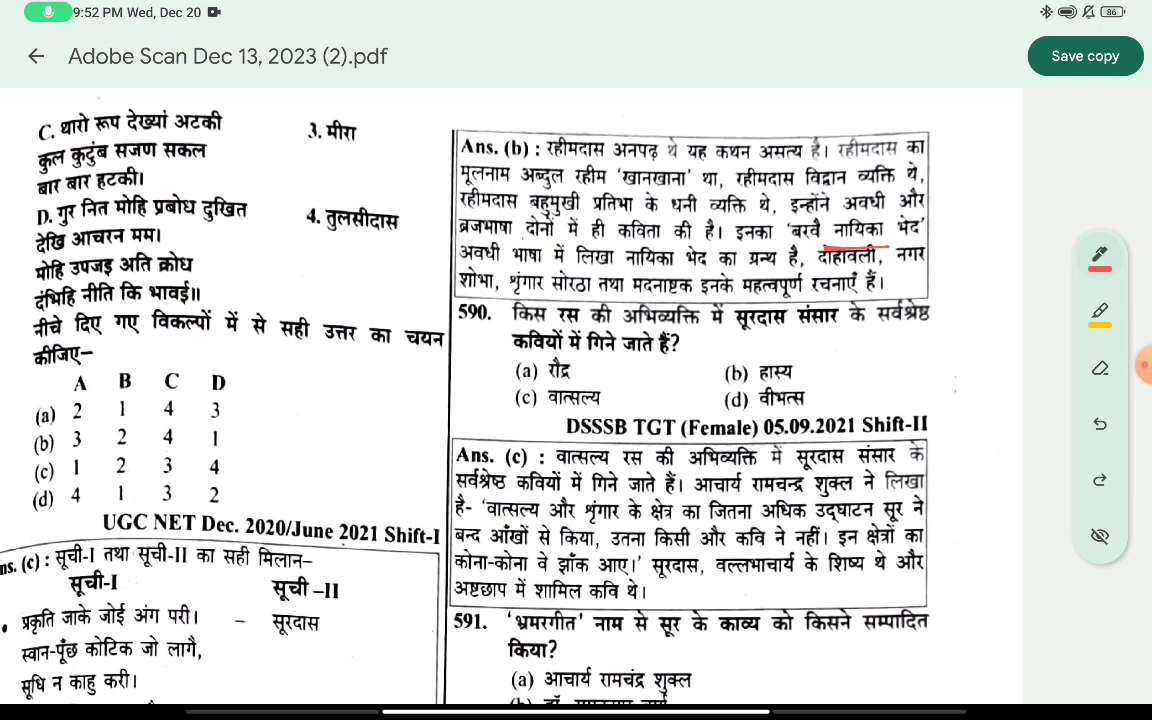 9:52 PM Wed, Dec 20
86
Adobe Scan Dec 13, 2023 (2).pdf
Save copy
C. थारो रूप देख्यां अटकी
3. मीरा
कुल कुटुंब सजण सकल
बार बार हटकी।
D. गुर नित मोहि प्रबोध दुखित
4. तुलसीदास
देखि आचरन मम।
मोहि उपजइ अति क्रोध
दंभिहि नीति कि भावई॥
नीचे दिए गए विकल्पों में से सही उत्तर का चयन
कीजिए–
A B C D
(a) 2 1 4 3
(b) 3 2 4 1
(c) 1 2 3 4
(d) 4 1 3 2
UGC NET Dec. 2020/June 2021 Shift-I
ns. (c) : सूची-I तथा सूची-II का सही मिलान–
सूची-I सूची –II
प्रकृति जाके जोई अंग परी। – सूरदास
स्वान-पूँछ कोटिक जो लागै,
सूधि न काहु करी।
Ans. (b) : रहीमदास अनपढ़ थे यह कथन असत्य है। रहीमदास का
मूलनाम अब्दुल रहीम ‘खानखाना’ था, रहीमदास विद्वान व्यक्ति थे,
रहीमदास बहुमुखी प्रतिभा के धनी व्यक्ति थे, इन्होंने अवधी और
ब्रजभाषा दोनों में ही कविता की है। इनका ‘बरवै नायिका भेद’
अवधी भाषा में लिखा नायिका भेद का ग्रन्थ है, दोहावली, नगर
शोभा, शृंगार सोरठा तथा मदनाष्टक इनके महत्वपूर्ण रचनाएँ हैं।
590. किस रस की अभिव्यक्ति में सूरदास संसार के सर्वश्रेष्ठ
कवियों में गिने जाते हैं?
(a) रौद्र (b) हास्य
(c) वात्सल्य (d) वीभत्स
DSSSB TGT (Female) 05.09.2021 Shift-II
Ans. (c) : वात्सल्य रस की अभिव्यक्ति में सूरदास संसार के
सर्वश्रेष्ठ कवियों में गिने जाते हैं। आचार्य रामचन्द्र शुक्ल ने लिखा
है- ‘वात्सल्य और शृंगार के क्षेत्र का जितना अधिक उद्घाटन सूर ने
बन्द आँखों से किया, उतना किसी और कवि ने नहीं। इन क्षेत्रों का
कोना-कोना वे झाँक आए।’ सूरदास, वल्लभाचार्य के शिष्य थे और
अष्टछाप में शामिल कवि थे।
591. ‘भ्रमरगीत’ नाम से सूर के काव्य को किसने सम्पादित
किया?
(a) आचार्य रामचंद्र शुक्ल